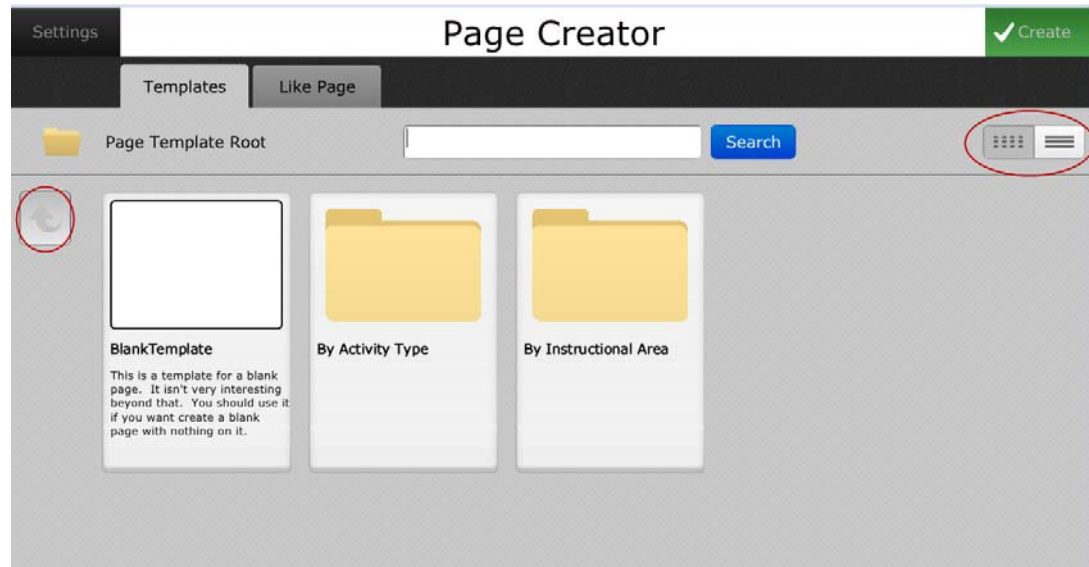 Settings
Page Creator
Create
Templates
Like Page
Page Template Root
Search
BlankTemplate
This is a template for a blank
page. It isn't very interesting
beyond that. You should use it
if you want create a blank
page with nothing on it.
By Activity Type
By Instructional Area